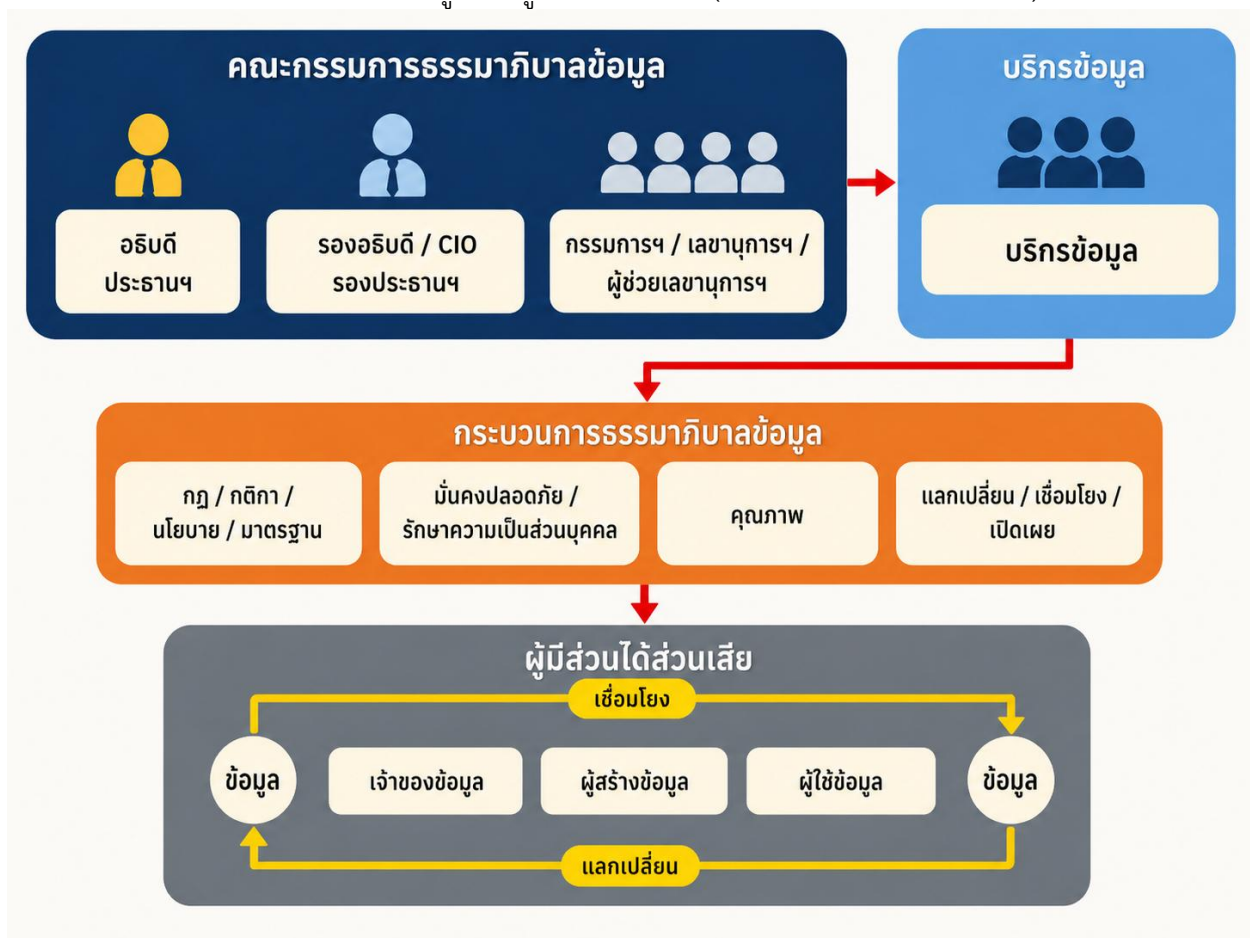 คณะกรรมการธรรมาภิบาลข้อมูล
บริกรข้อมูล
อธิบดี
ประธานฯ
รองอธิบดี / CIO
รองประธานฯ
กรรมการฯ / เลขานุการฯ /
ผู้ช่วยเลขานุการฯ
บริกรข้อมูล
กระบวนการธรรมาภิบาลข้อมูล
กฎ / กติกา /
นโยบาย / มาตรฐาน
มั่นคงปลอดภัย /
รักษาความเป็นส่วนบุคคล
คุณภาพ
แลกเปลี่ยน / เชื่อมโยง /
เปิดเผย
ผู้มีส่วนได้ส่วนเสีย
เชื่อมโยง
ข้อมูล
เจ้าของข้อมูล
ผู้สร้างข้อมูล
ผู้ใช้ข้อมูล
ข้อมูล
แลกเปลี่ยน